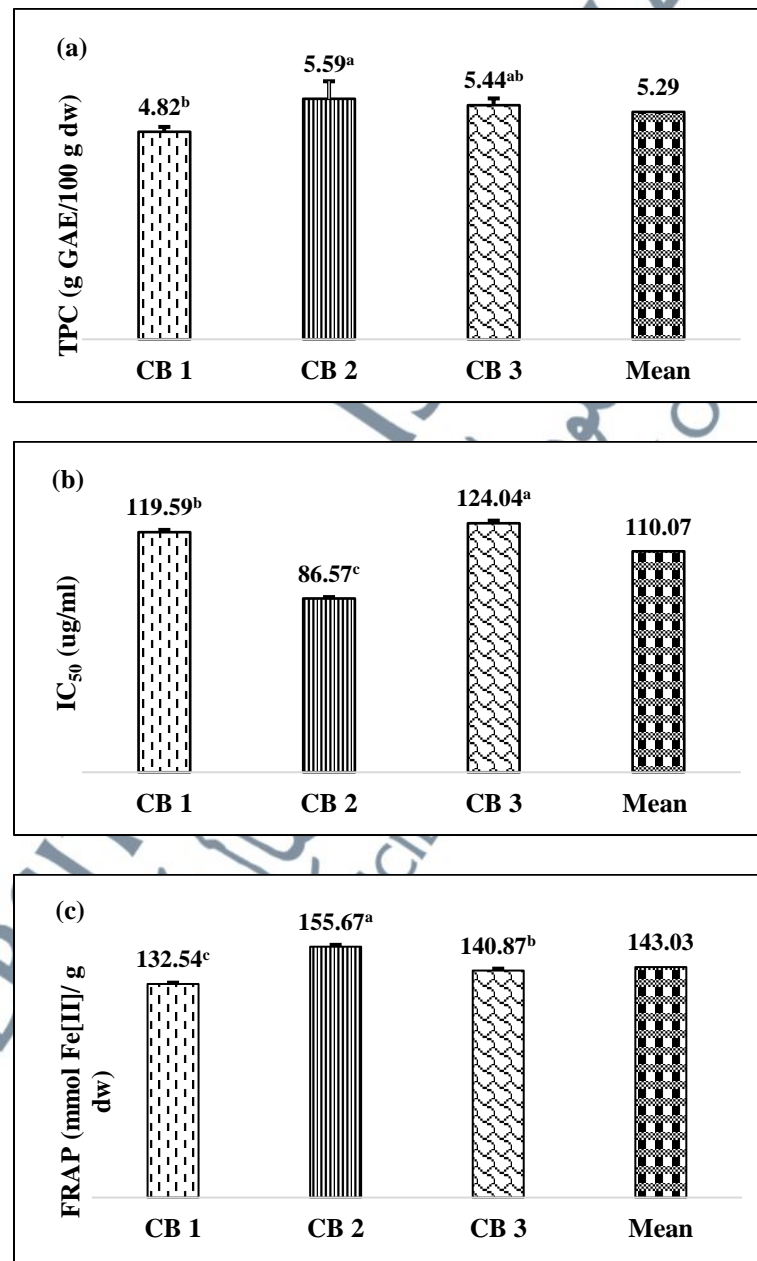 (a)
TPC (g GAE/100 g dw)
4.82ᵇ
5.59ᵃ
5.44ᵃᵇ
5.29
CB 1 CB 2 CB 3 Mean
(b)
IC₅₀ (ug/ml)
119.59ᵇ
86.57ᶜ
124.04ᵃ
110.07
CB 1 CB 2 CB 3 Mean
(c)
FRAP (mmol Fe[II]/ g
dw)
132.54ᶜ
155.67ᵃ
140.87ᵇ
143.03
CB 1 CB 2 CB 3 Mean